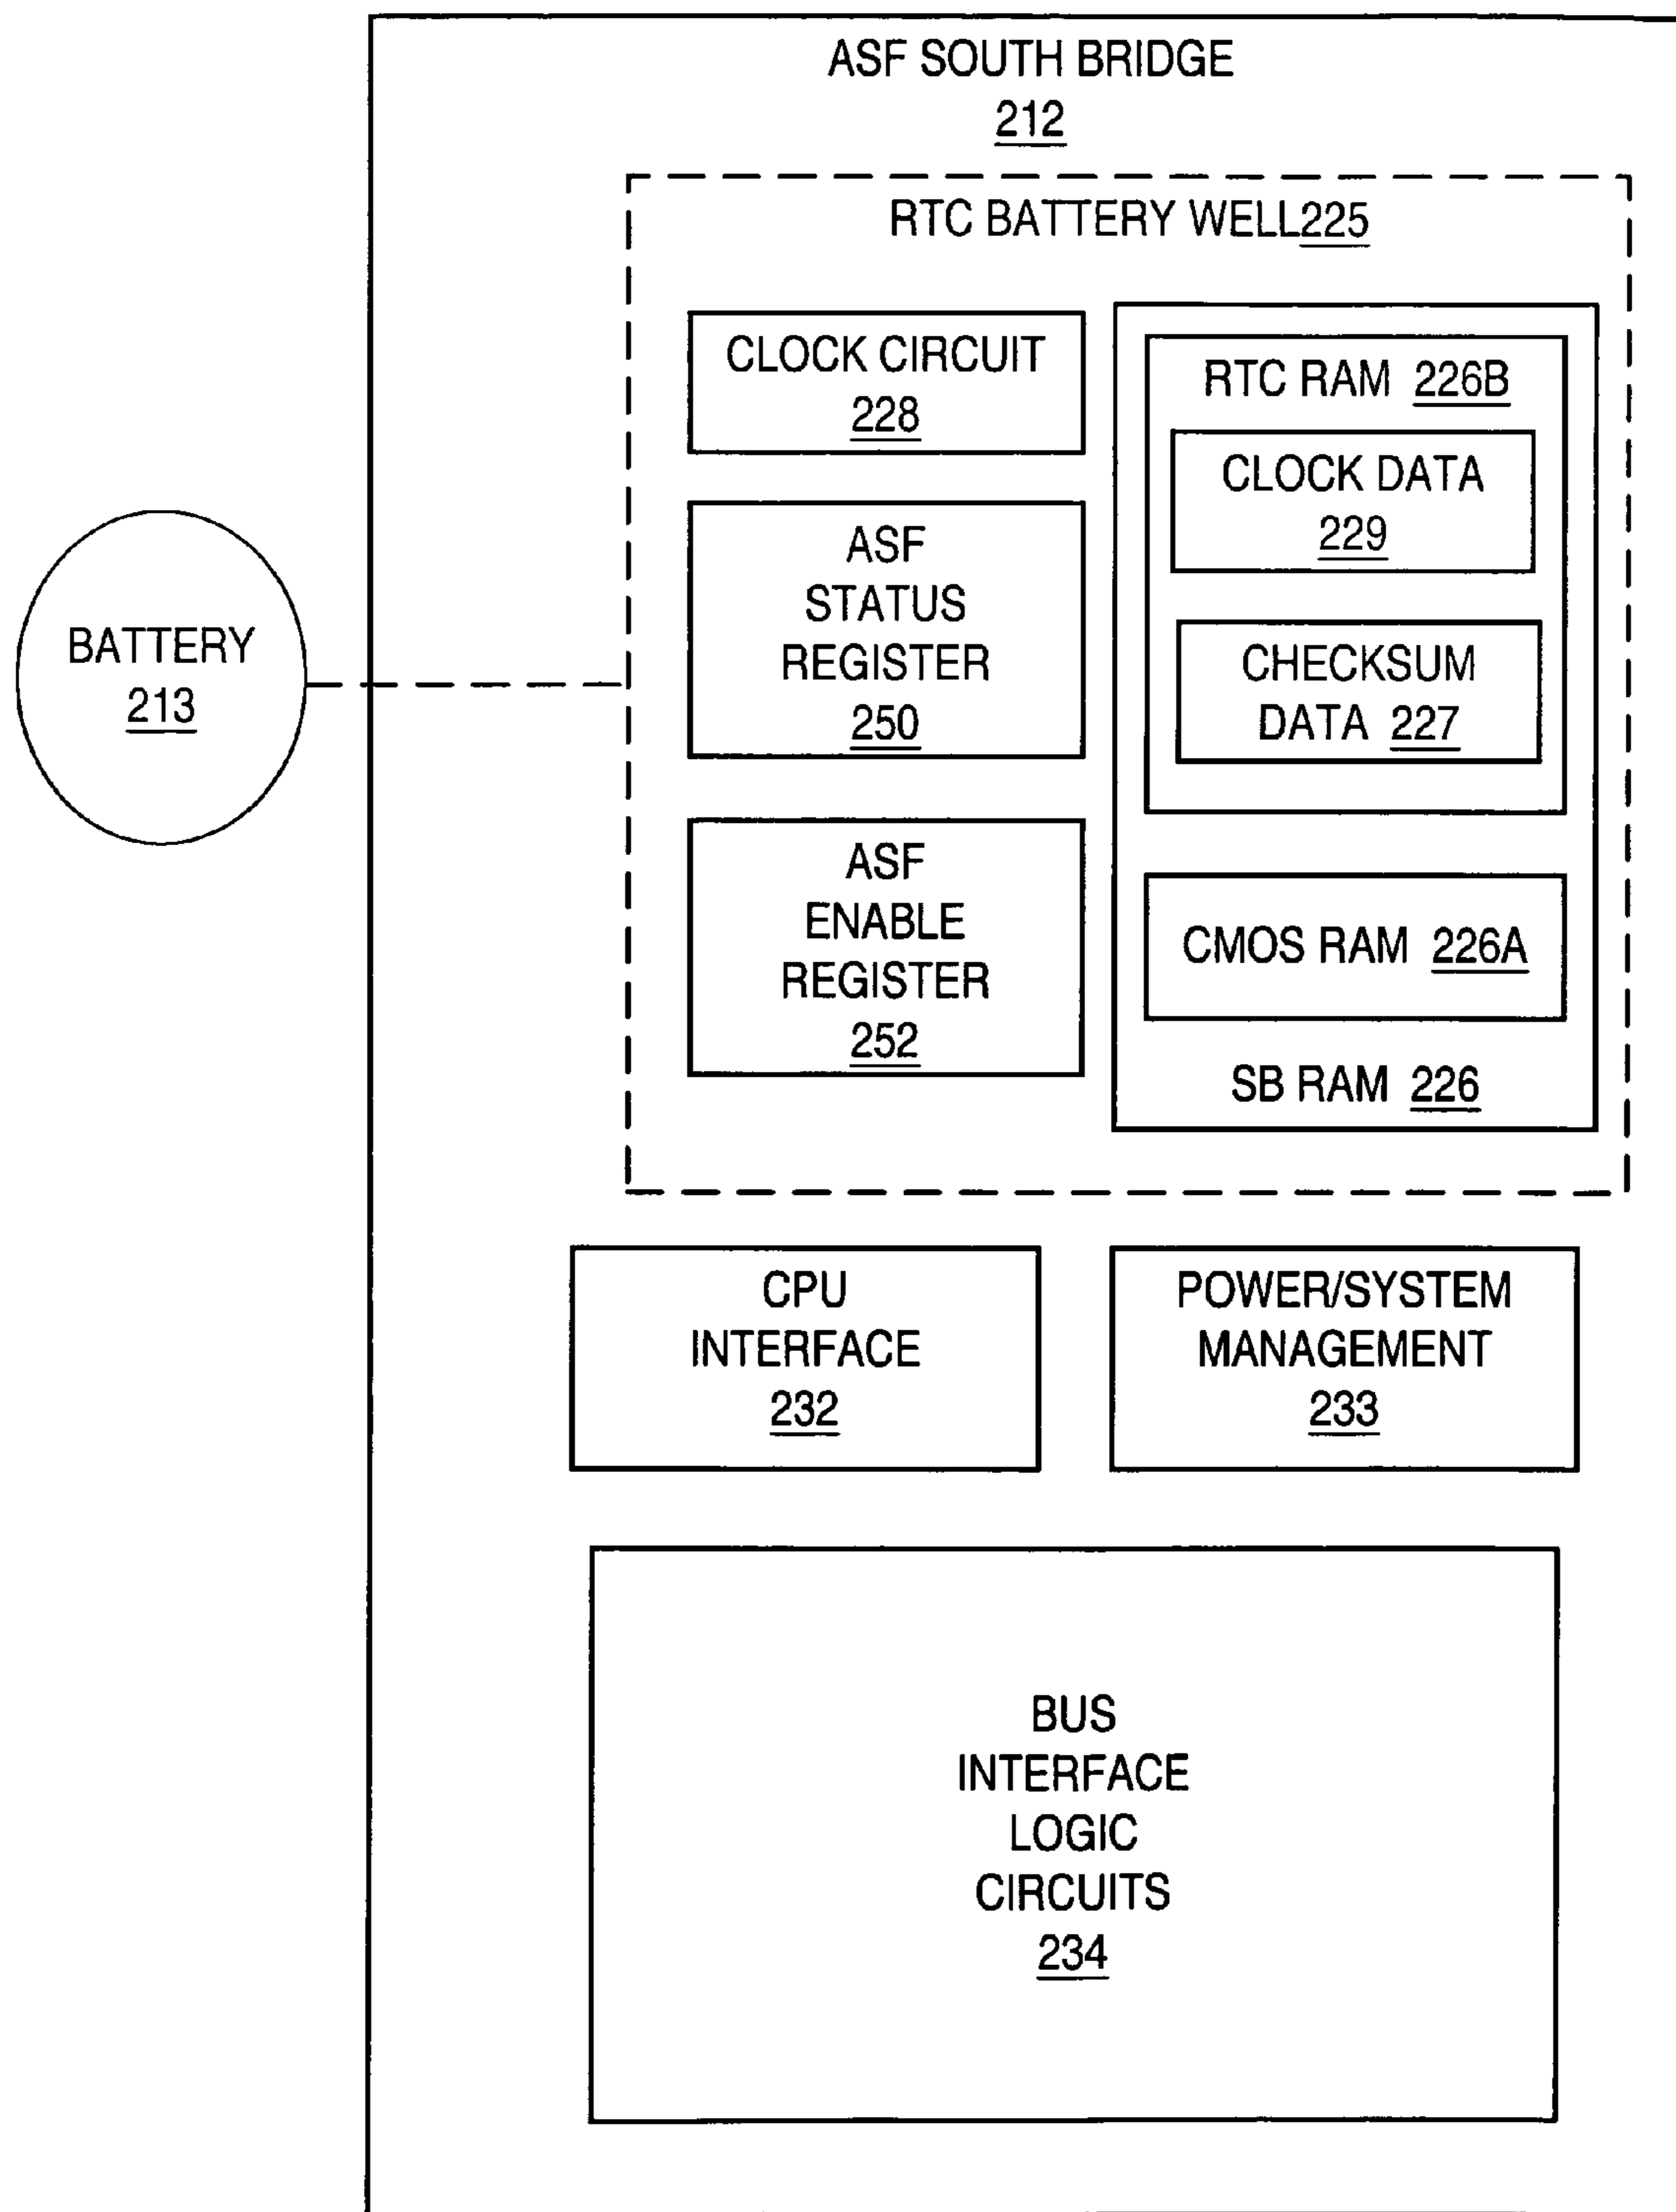 ASF SOUTH BRIDGE
212
RTC BATTERY WELL225
CLOCK CIRCUIT
228
RTC RAM 226B
CLOCK DATA
229
BATTERY
213
ASF
STATUS
REGISTER
250
CHECKSUM
DATA 227
ASF
ENABLE
REGISTER
252
CMOS RAM 226A
SB RAM 226
CPU
INTERFACE
232
POWER/SYSTEM
MANAGEMENT
233
BUS
INTERFACE
LOGIC
CIRCUITS
234